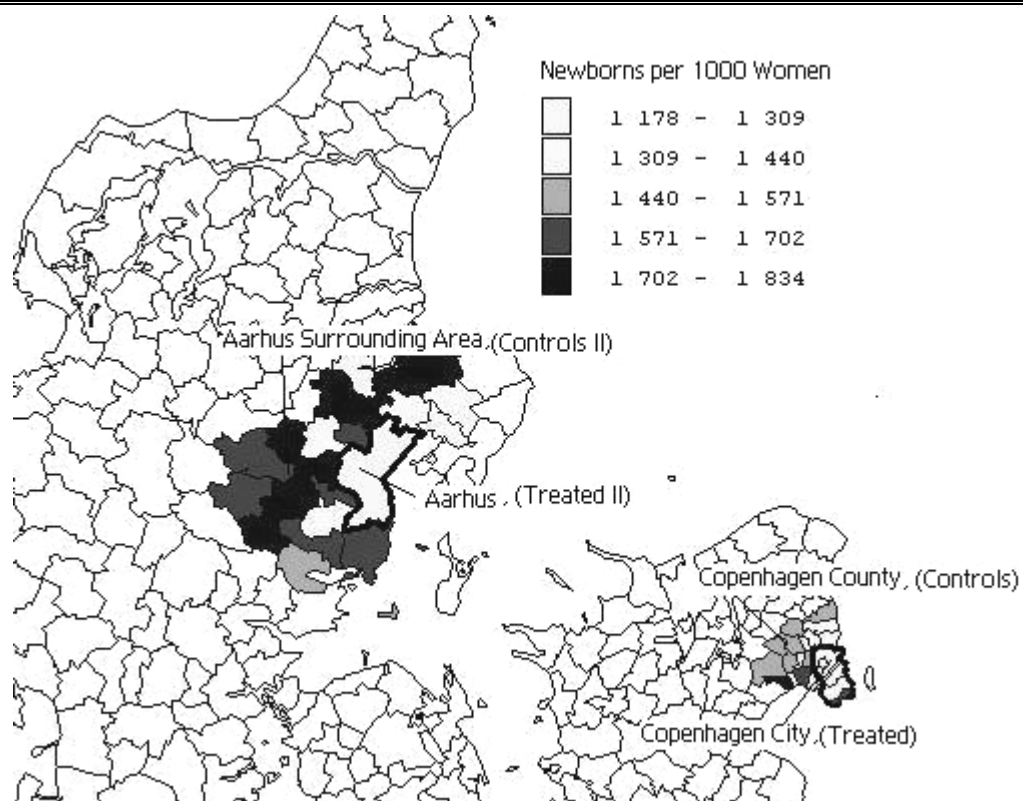 Newborns per 1000 Women
1 178 - 1 309
1 309 - 1 440
1 440 - 1 571
1 571 - 1 702
1 702 - 1 834
Aarhus Surrounding Area,(Controls II)
Aarhus, (Treated II)
Copenhagen County, (Controls)
Copenhagen City,(Treated)